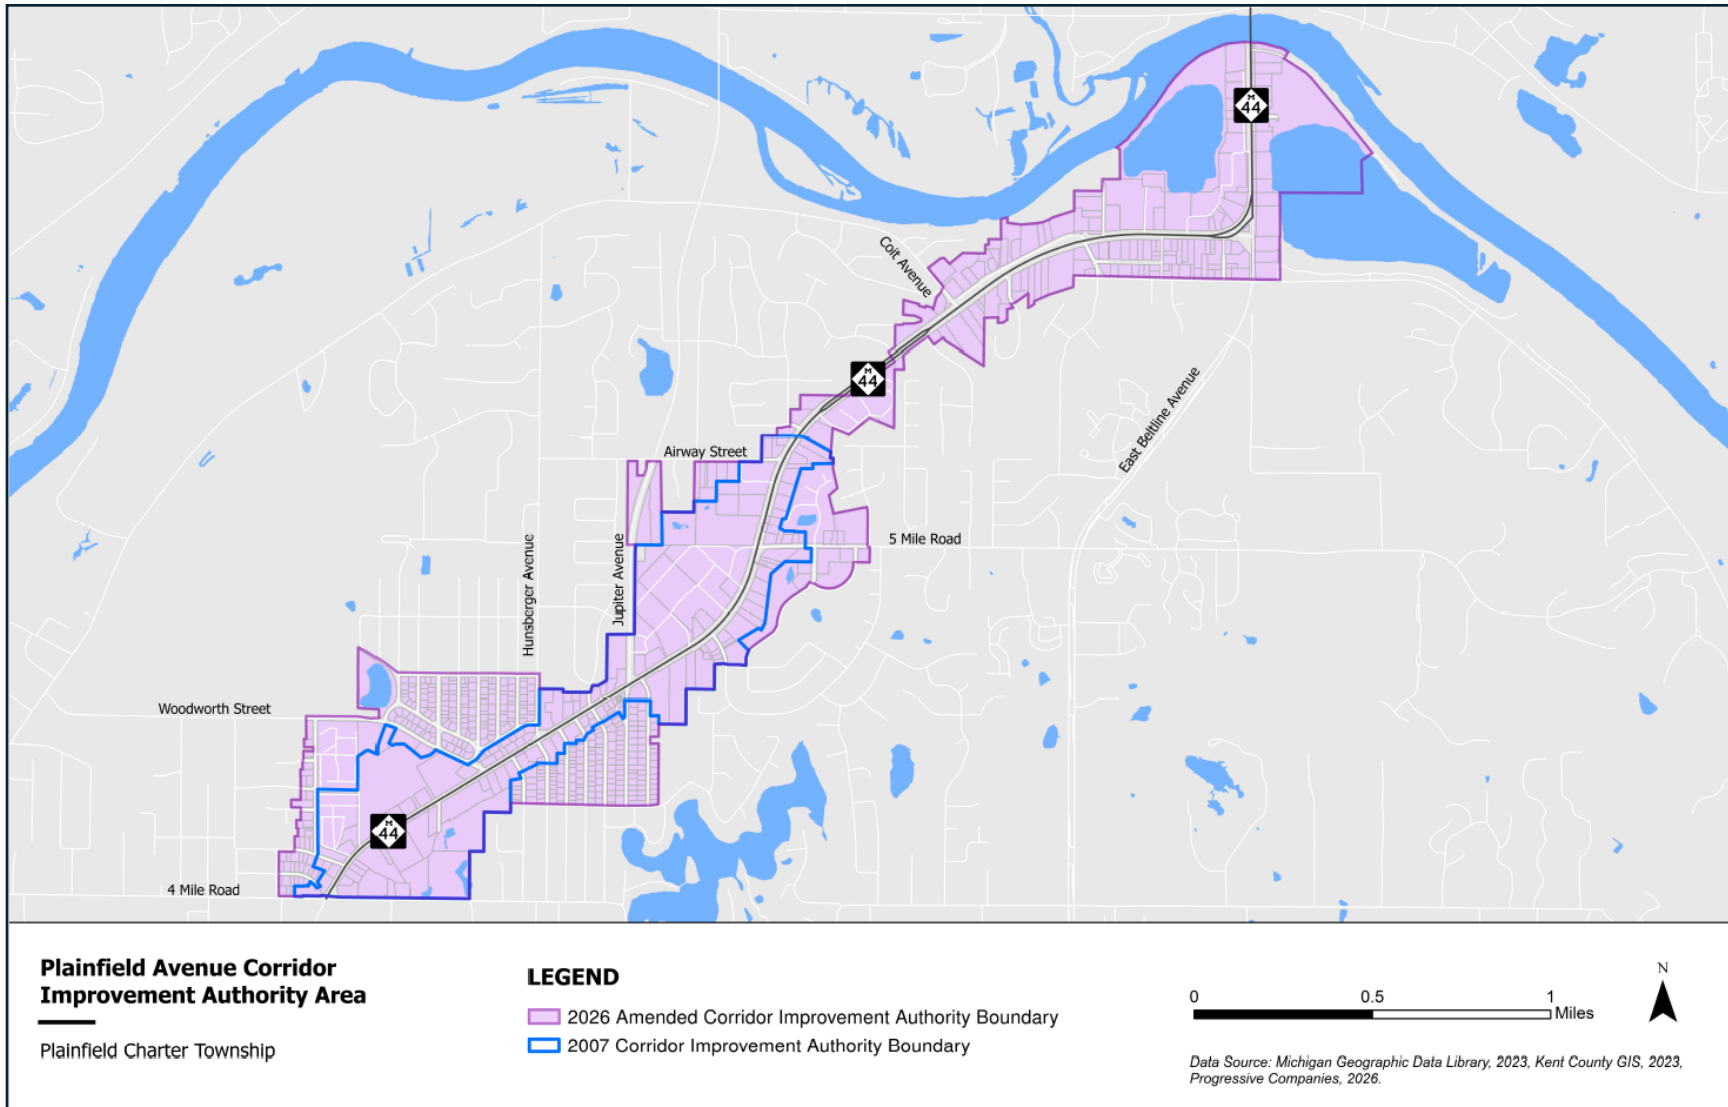 M
44
Coit Avenue
M
44
East Beltline Avenue
Airway Street
5 Mile Road
Hunsberger Avenue
Jupiter Avenue
Woodworth Street
M
44
4 Mile Road
Plainfield Avenue Corridor
Improvement Authority Area
Plainfield Charter Township
LEGEND
2026 Amended Corridor Improvement Authority Boundary
2007 Corridor Improvement Authority Boundary
0 0.5 1
Miles
N
Data Source: Michigan Geographic Data Library, 2023, Kent County GIS, 2023,
Progressive Companies, 2026.